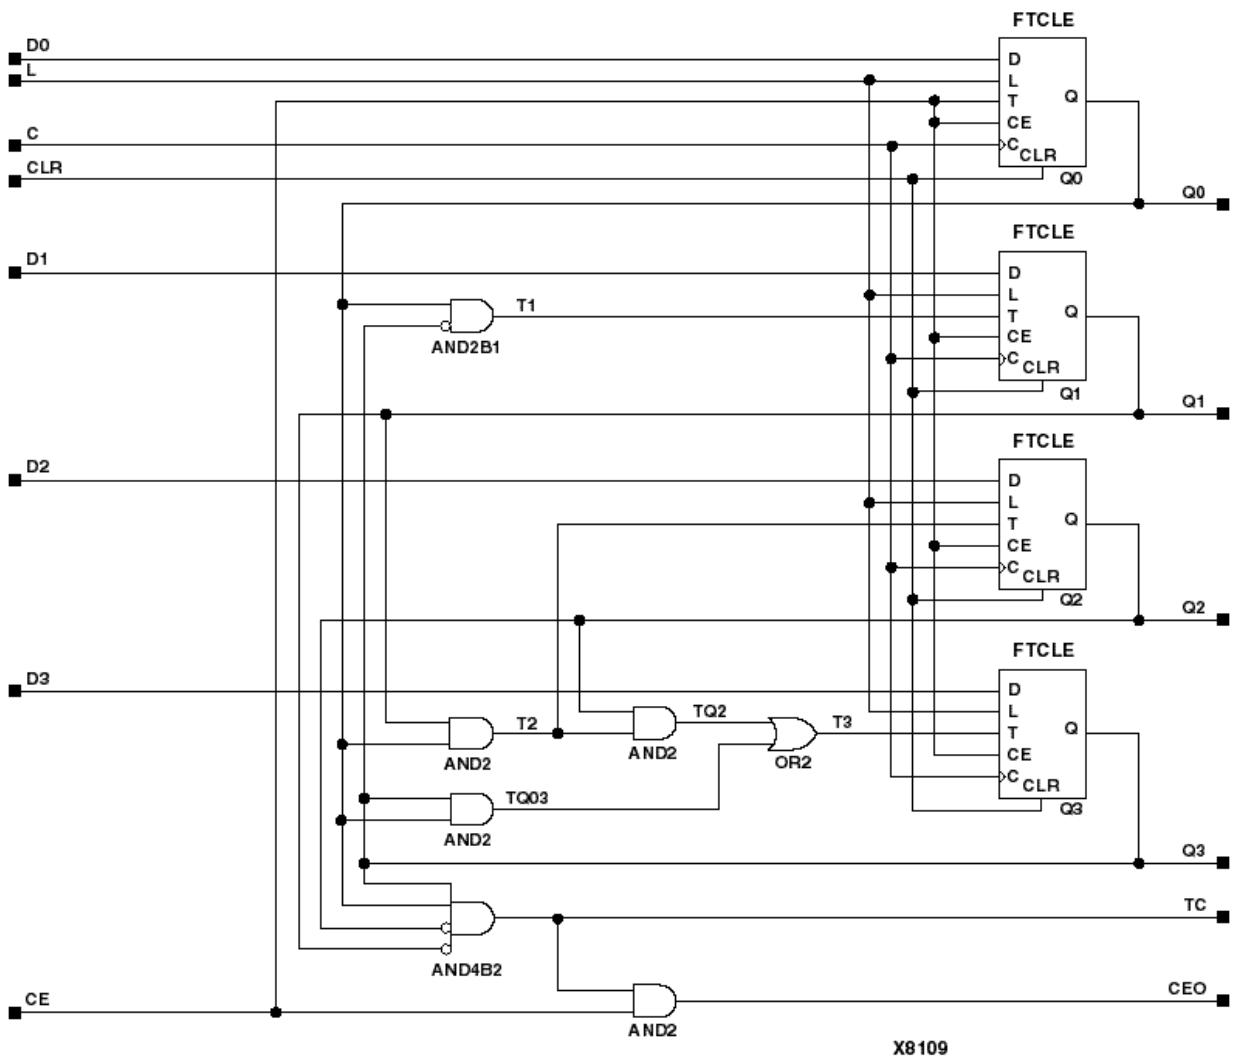 FTCLE
D0
D
L
L
T
Q
CE
C
C
CLR
CLR
Q0
Q0
FTCLE
D1
D
L
T1
T
Q
CE
AND2B1
C
CLR
Q1
Q1
FTCLE
D2
D
L
T
Q
CE
C
CLR
Q2
Q2
FTCLE
D3
D
L
T2
TQ2
T3
T
Q
AND2
AND2
OR2
CE
C
CLR
TQ03
Q3
AND2
Q3
TC
AND4B2
CE
CEO
AND2
X8109